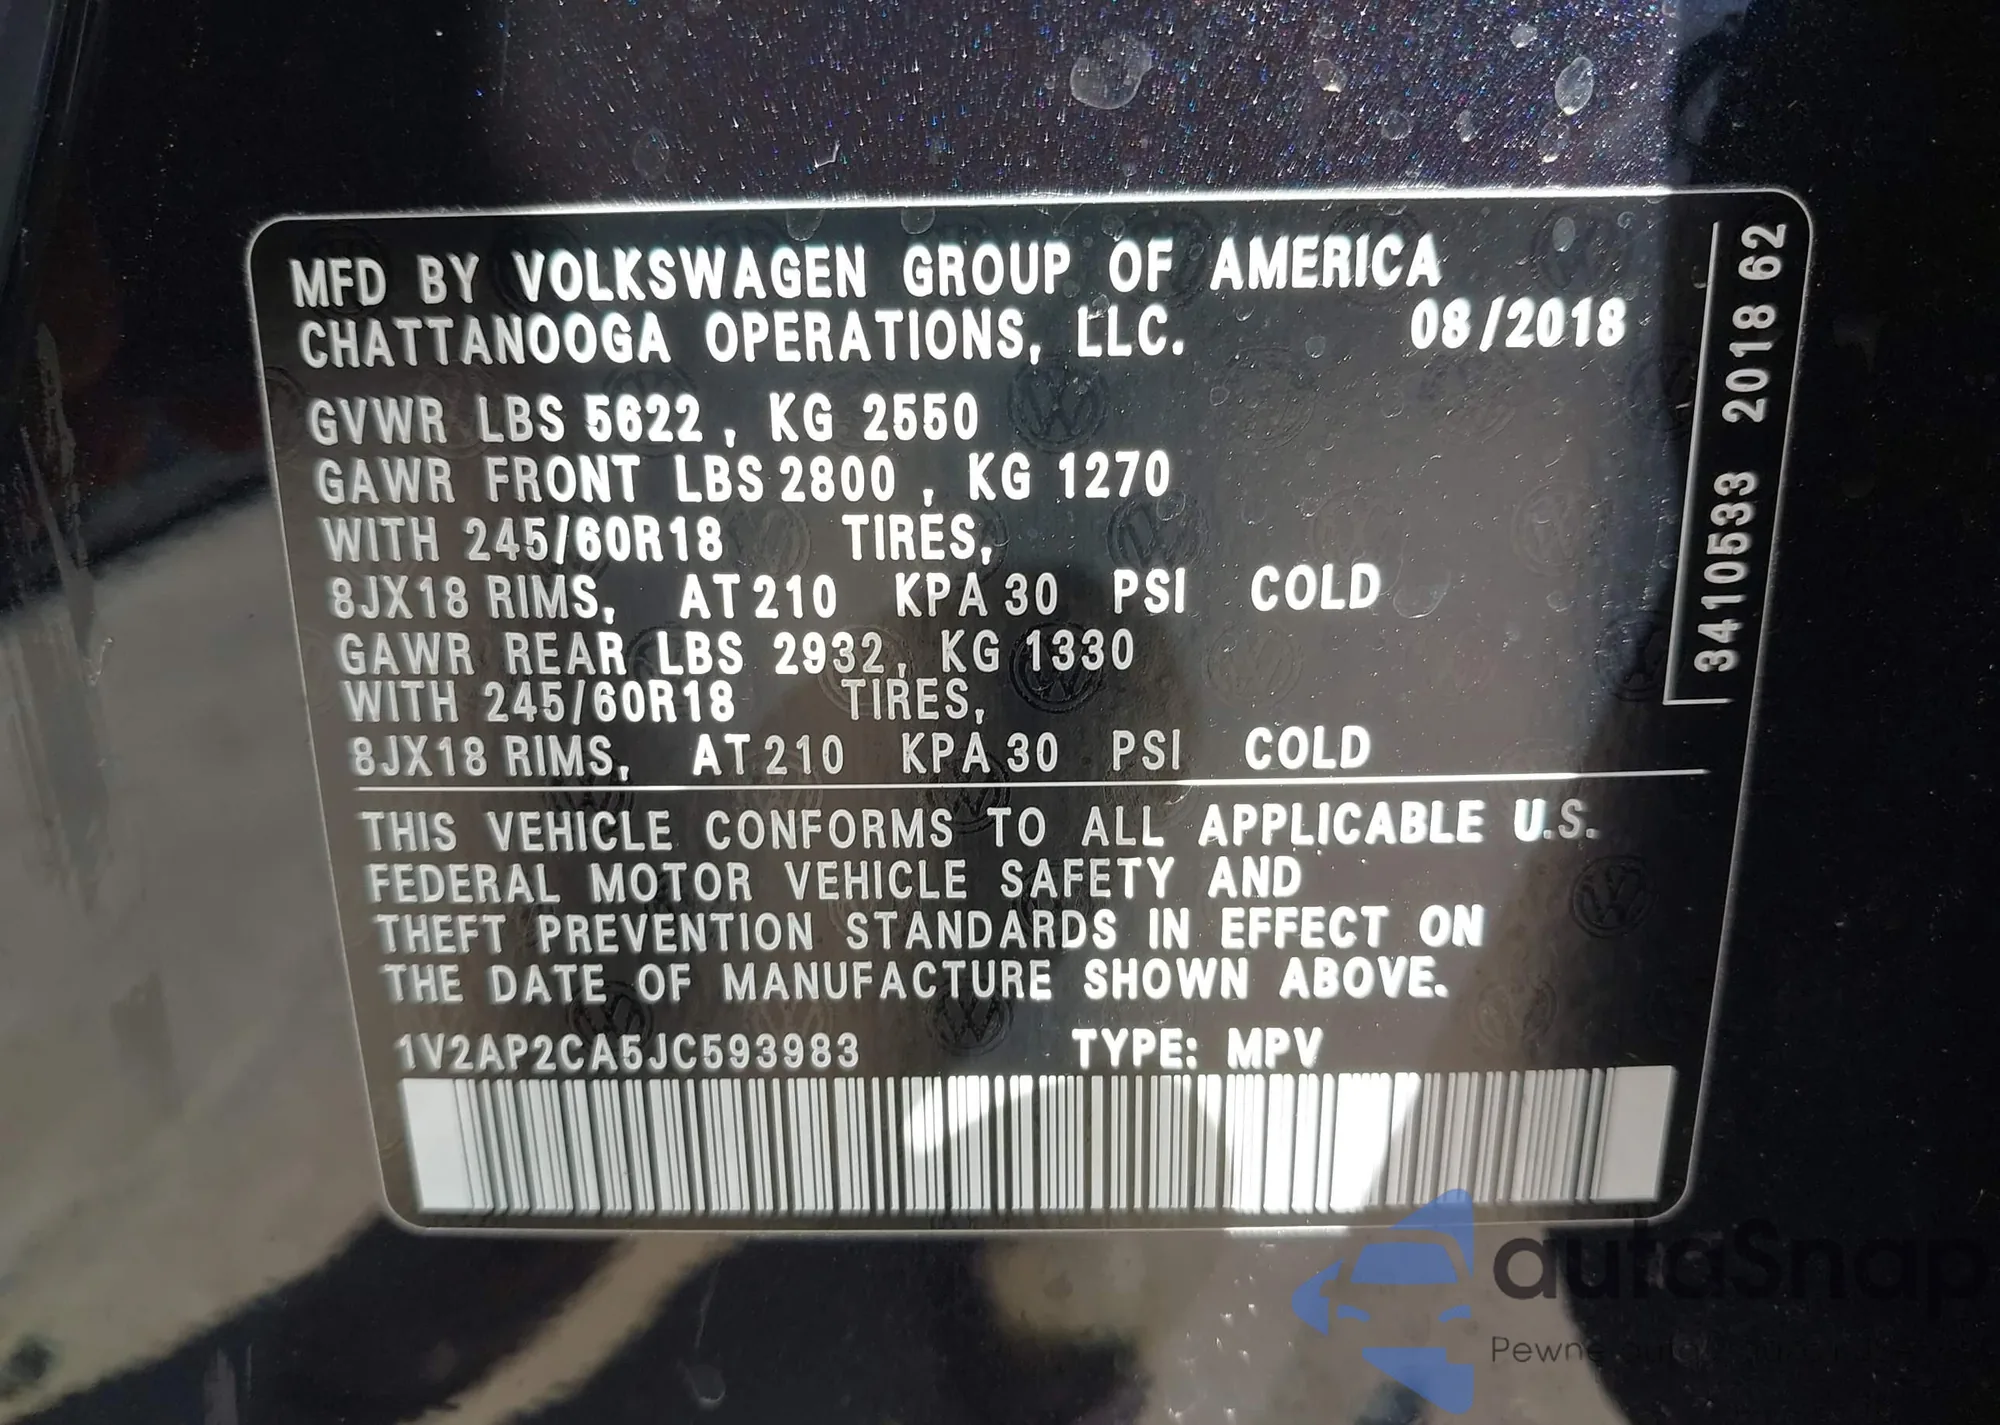 MFD BY VOLKSWAGEN GROUP OF AMERICA
CHATTANOOGA OPERATIONS, LLC. 08/2018
GVWR LBS 5622, KG 2550
GAWR FRONT LBS 2800, KG 1270
WITH 245/60R18 TIRES,
8JX18 RIMS, AT 210 KPA 30 PSI COLD
GAWR REAR LBS 2932, KG 1330
WITH 245/60R18 TIRES,
8JX18 RIMS, AT 210 KPA 30 PSI COLD
THIS VEHICLE CONFORMS TO ALL APPLICABLE U.S.
FEDERAL MOTOR VEHICLE SAFETY AND
THEFT PREVENTION STANDARDS IN EFFECT ON
THE DATE OF MANUFACTURE SHOWN ABOVE.
1V2AP2CA5JC593983 TYPE: MPV
3410533 2018 62
autaSnap
Pewne auta